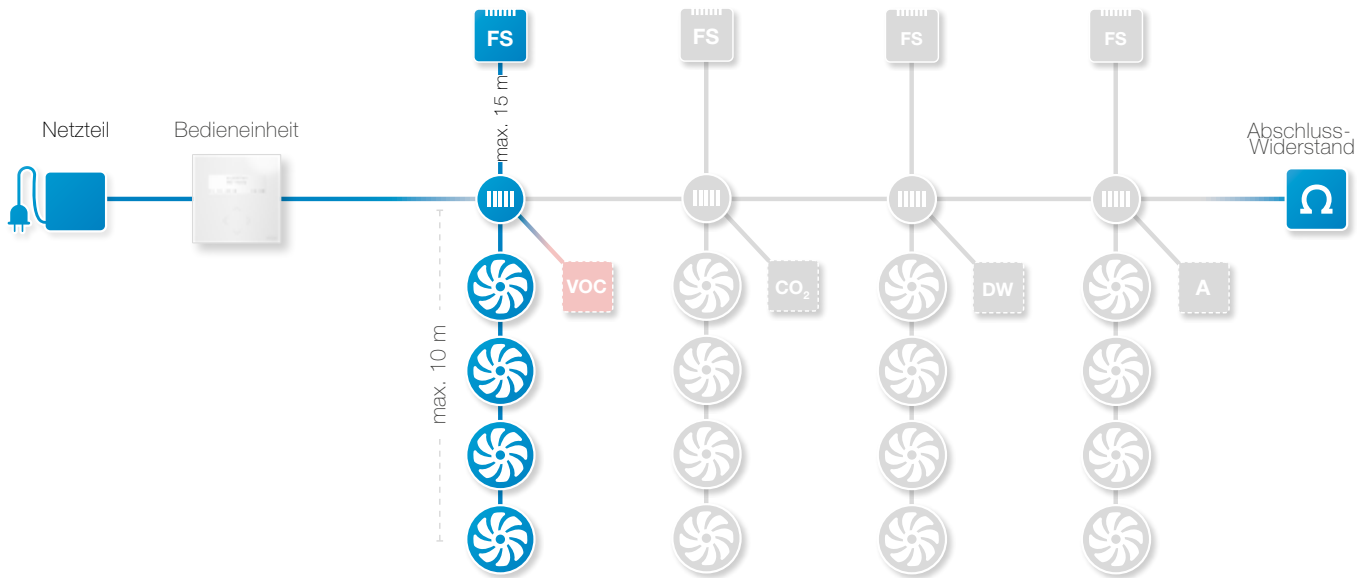 FS
FS
FS
FS
max. 15 m
Netzteil
Bedieneinheit
Abschluss-
Widerstand
Ω
VOC
CO₂
DW
A
max. 10 m